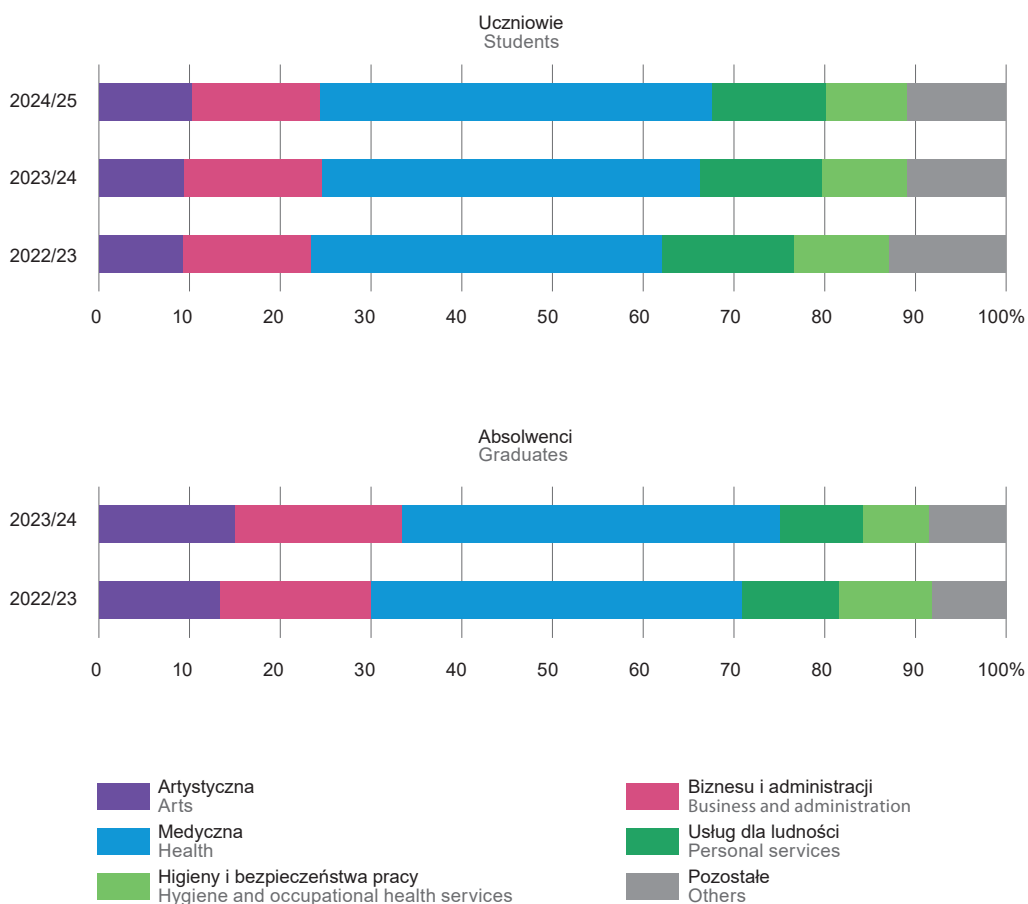 Uczniowie
Students
2024/25
2023/24
2022/23
0 10 20 30 40 50 60 70 80 90 100%
Absolwenci
Graduates
2023/24
2022/23
0 10 20 30 40 50 60 70 80 90 100%
Artystyczna
Arts
Biznesu i administracji
Business and administration
Medyczna
Health
Usług dla ludności
Personal services
Higieny i bezpieczeństwa pracy
Hygiene and occupational health services
Pozostałe
Others